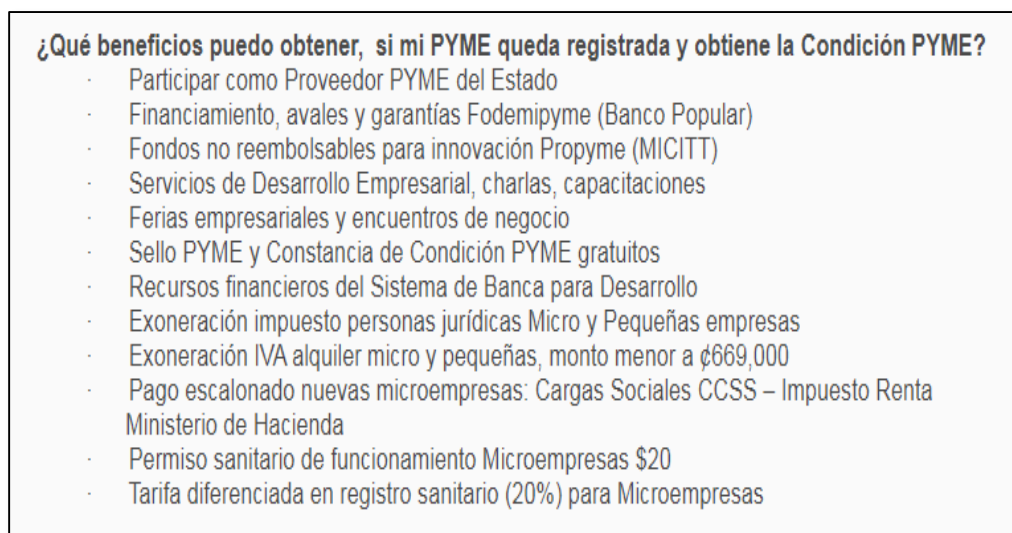 ¿Qué beneficios puedo obtener, si mi PYME queda registrada y obtiene la Condición PYME?
· Participar como Proveedor PYME del Estado
· Financiamiento, avales y garantías Fodemipyme (Banco Popular)
· Fondos no reembolsables para innovación Propyme (MICITT)
· Servicios de Desarrollo Empresarial, charlas, capacitaciones
· Ferias empresariales y encuentros de negocio
· Sello PYME y Constancia de Condición PYME gratuitos
· Recursos financieros del Sistema de Banca para Desarrollo
· Exoneración impuesto personas jurídicas Micro y Pequeñas empresas
· Exoneración IVA alquiler micro y pequeñas, monto menor a ₡669,000
· Pago escalonado nuevas microempresas: Cargas Sociales CCSS – Impuesto Renta
Ministerio de Hacienda
· Permiso sanitario de funcionamiento Microempresas $20
· Tarifa diferenciada en registro sanitario (20%) para Microempresas